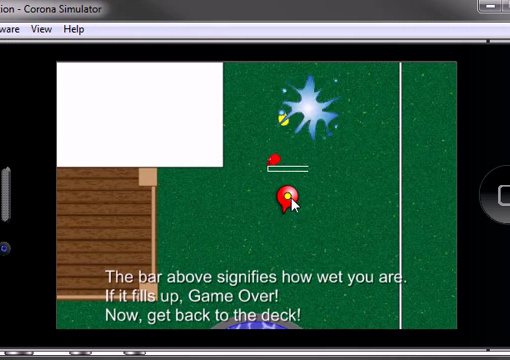 ion - Corona Simulator
ware View Help
The bar above signifies how wet you are.
If it fills up, Game Over!
Now, get back to the deck!